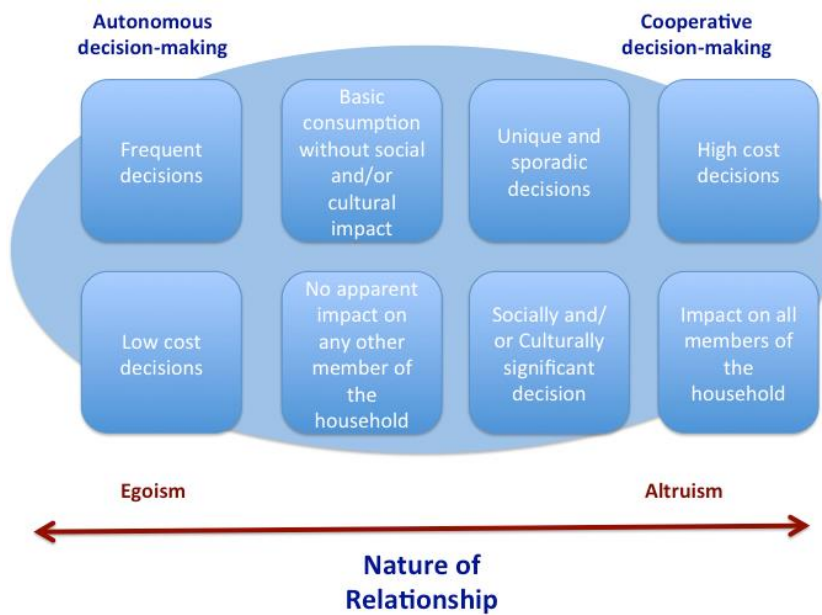 Autonomous
decision-making
Cooperative
decision-making
Frequent
decisions
Basic
consumption
without social
and/or
cultural
impact
Unique and
sporadic
decisions
High cost
decisions
Low cost
decisions
No apparent
impact on
any other
member of
the
household
Socially and/
or Culturally
significant
decision
Impact on all
members of
the
household
Egoism
Altruism
Nature of
Relationship